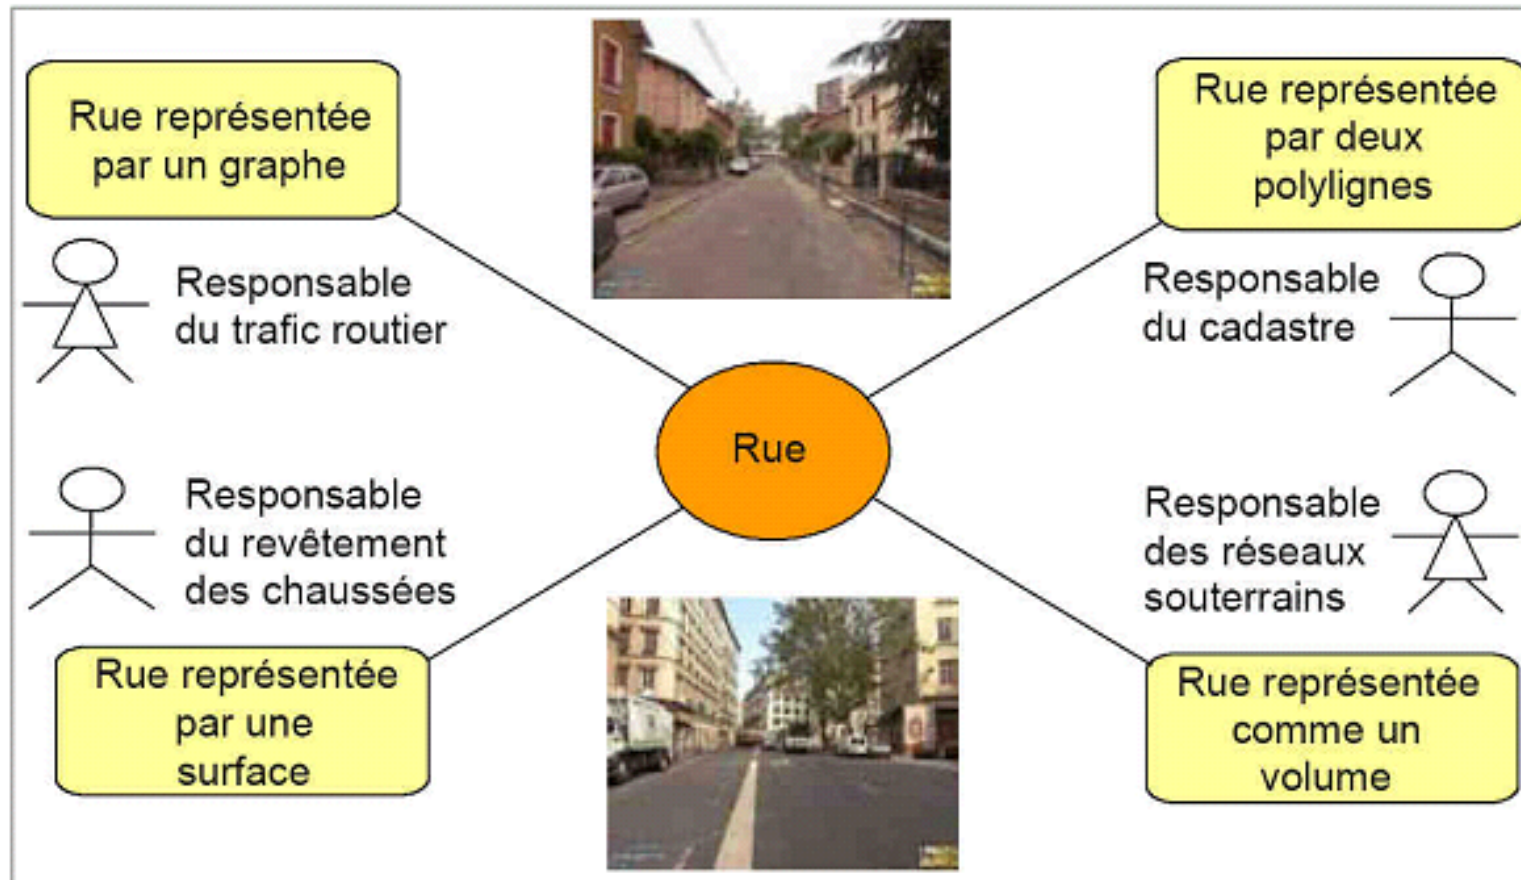 Rue représentée
par un graphe
Responsable
du trafic routier
Rue représentée
par deux
polylignes
Responsable
du cadastre
Rue
Responsable
du revêtement
des chaussées
Rue représentée
par une
surface
Responsable
des réseaux
souterrains
Rue représentée
comme un
volume